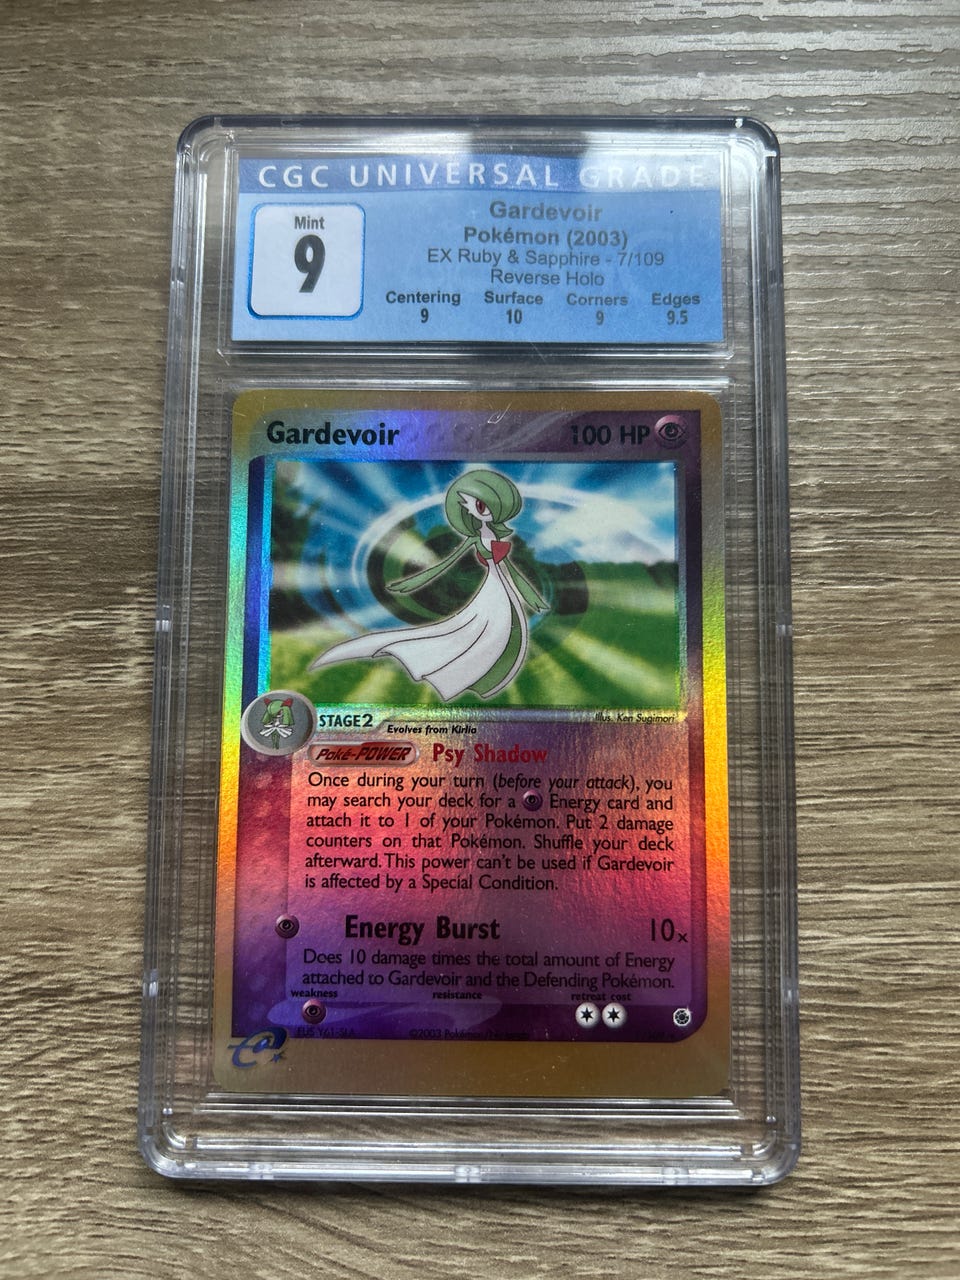 CGC UNIVERSAL GRADE
Mint
9
Gardevoir
Pokémon (2003)
EX Ruby & Sapphire - 7/109
Reverse Holo
Centering Surface Corners Edges
9 10 9 9.5
Gardevoir 100 HP
Illus. Ken Sugimori
STAGE2 Evolves from Kirlia
Poké-POWER Psy Shadow
Once during your turn (before your attack), you
may search your deck for a Energy card and
attach it to 1 of your Pokémon. Put 2 damage
counters on that Pokémon. Shuffle your deck
afterward. This power can't be used if Gardevoir
is affected by a Special Condition.
Energy Burst 10x
Does 10 damage times the total amount of Energy
attached to Gardevoir and the Defending Pokémon.
weakness resistance retreat cost
©2003 Pokémon/Nintendo
e